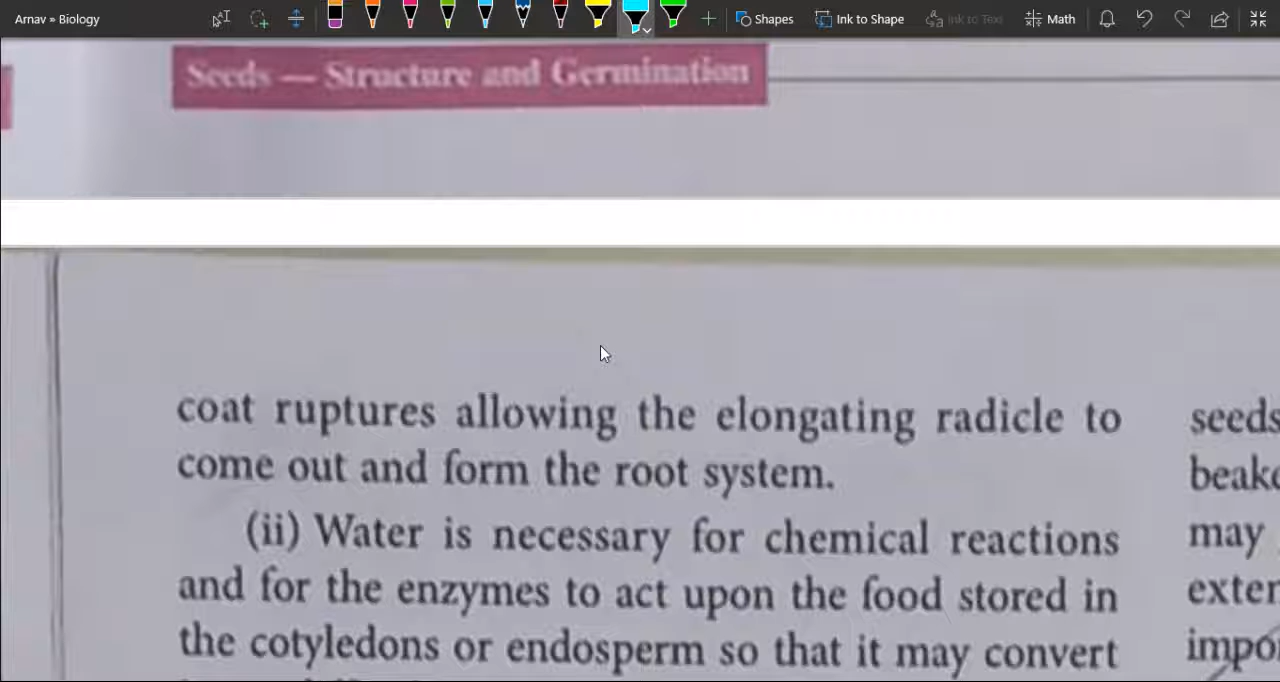 Arnav » Biology
Shapes
Ink to Shape
Ink to Text
Math
Seeds — Structure and Germination
coat ruptures allowing the elongating radicle to
come out and form the root system.
(ii) Water is necessary for chemical reactions
and for the enzymes to act upon the food stored in
the cotyledons or endosperm so that it may convert
seeds
may